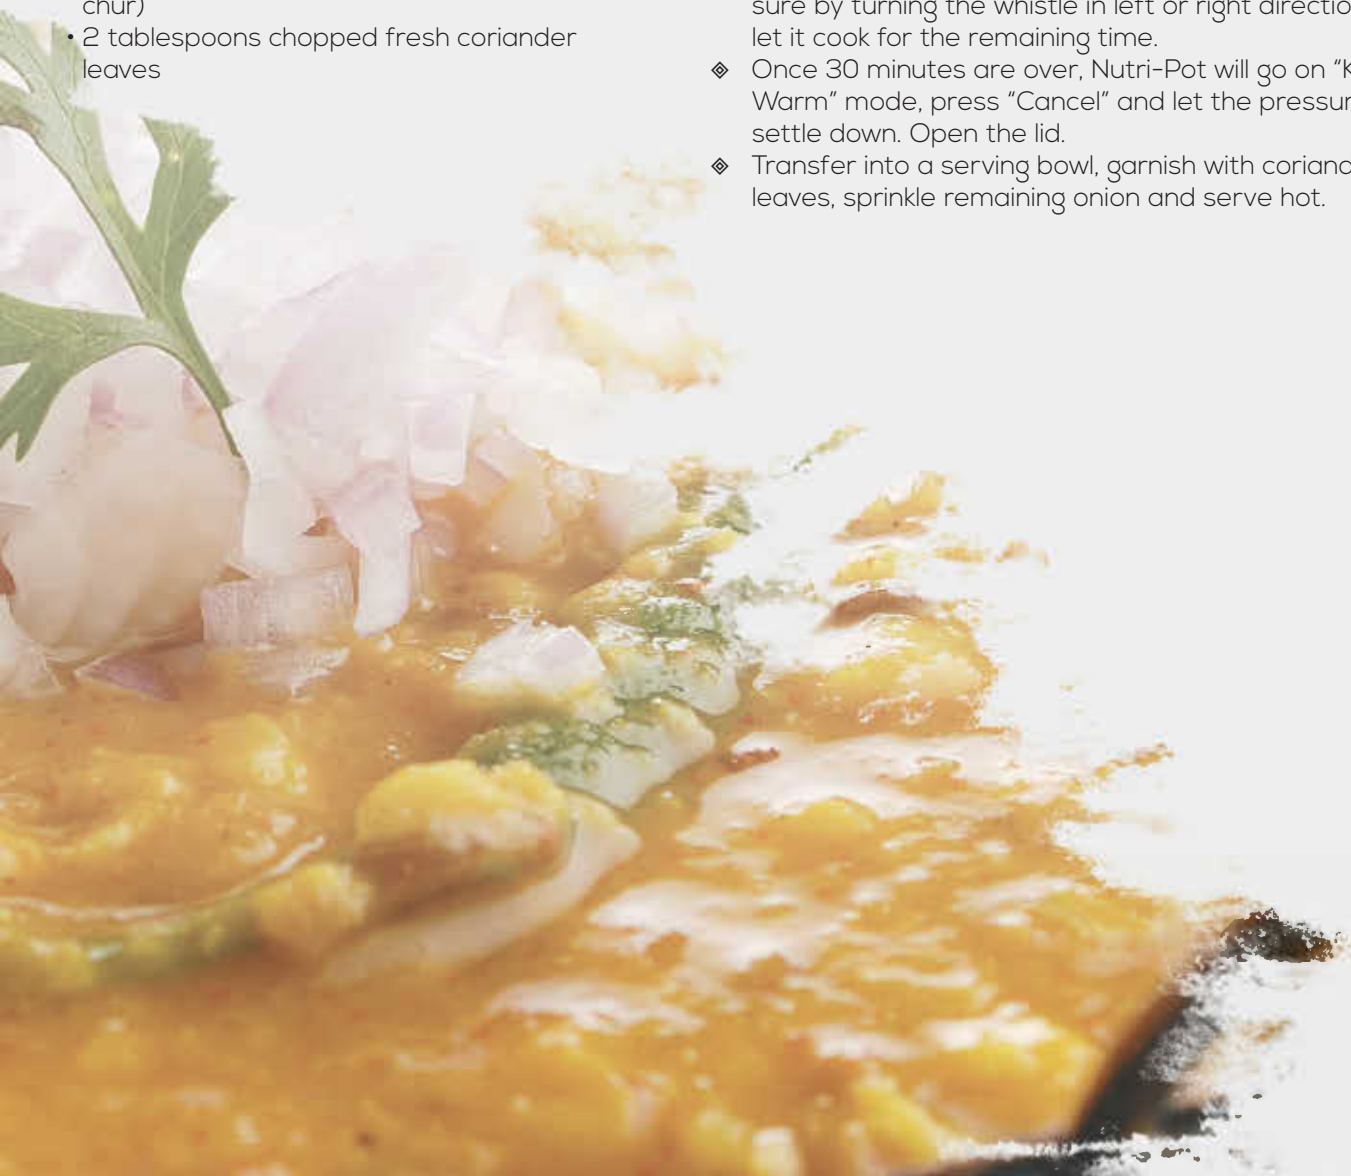 chur)
• 2 tablespoons chopped fresh coriander
leaves
sure by turning the whistle in left or right directio
let it cook for the remaining time.
Once 30 minutes are over, Nutri-Pot will go on “K
Warm” mode, press “Cancel” and let the pressur
settle down. Open the lid.
Transfer into a serving bowl, garnish with coriand
leaves, sprinkle remaining onion and serve hot.